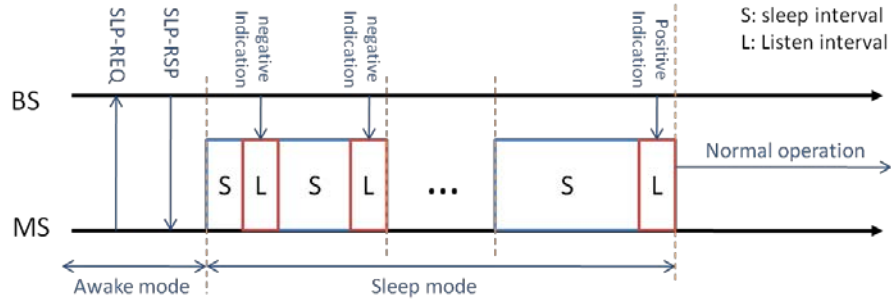 SLP-REQ
SLP-RSP
negative
Indication
negative
Indication
Positive
Indication
S: sleep interval
L: Listen interval
BS
S
L
S
L
...
S
L
Normal operation
MS
Awake mode
Sleep mode